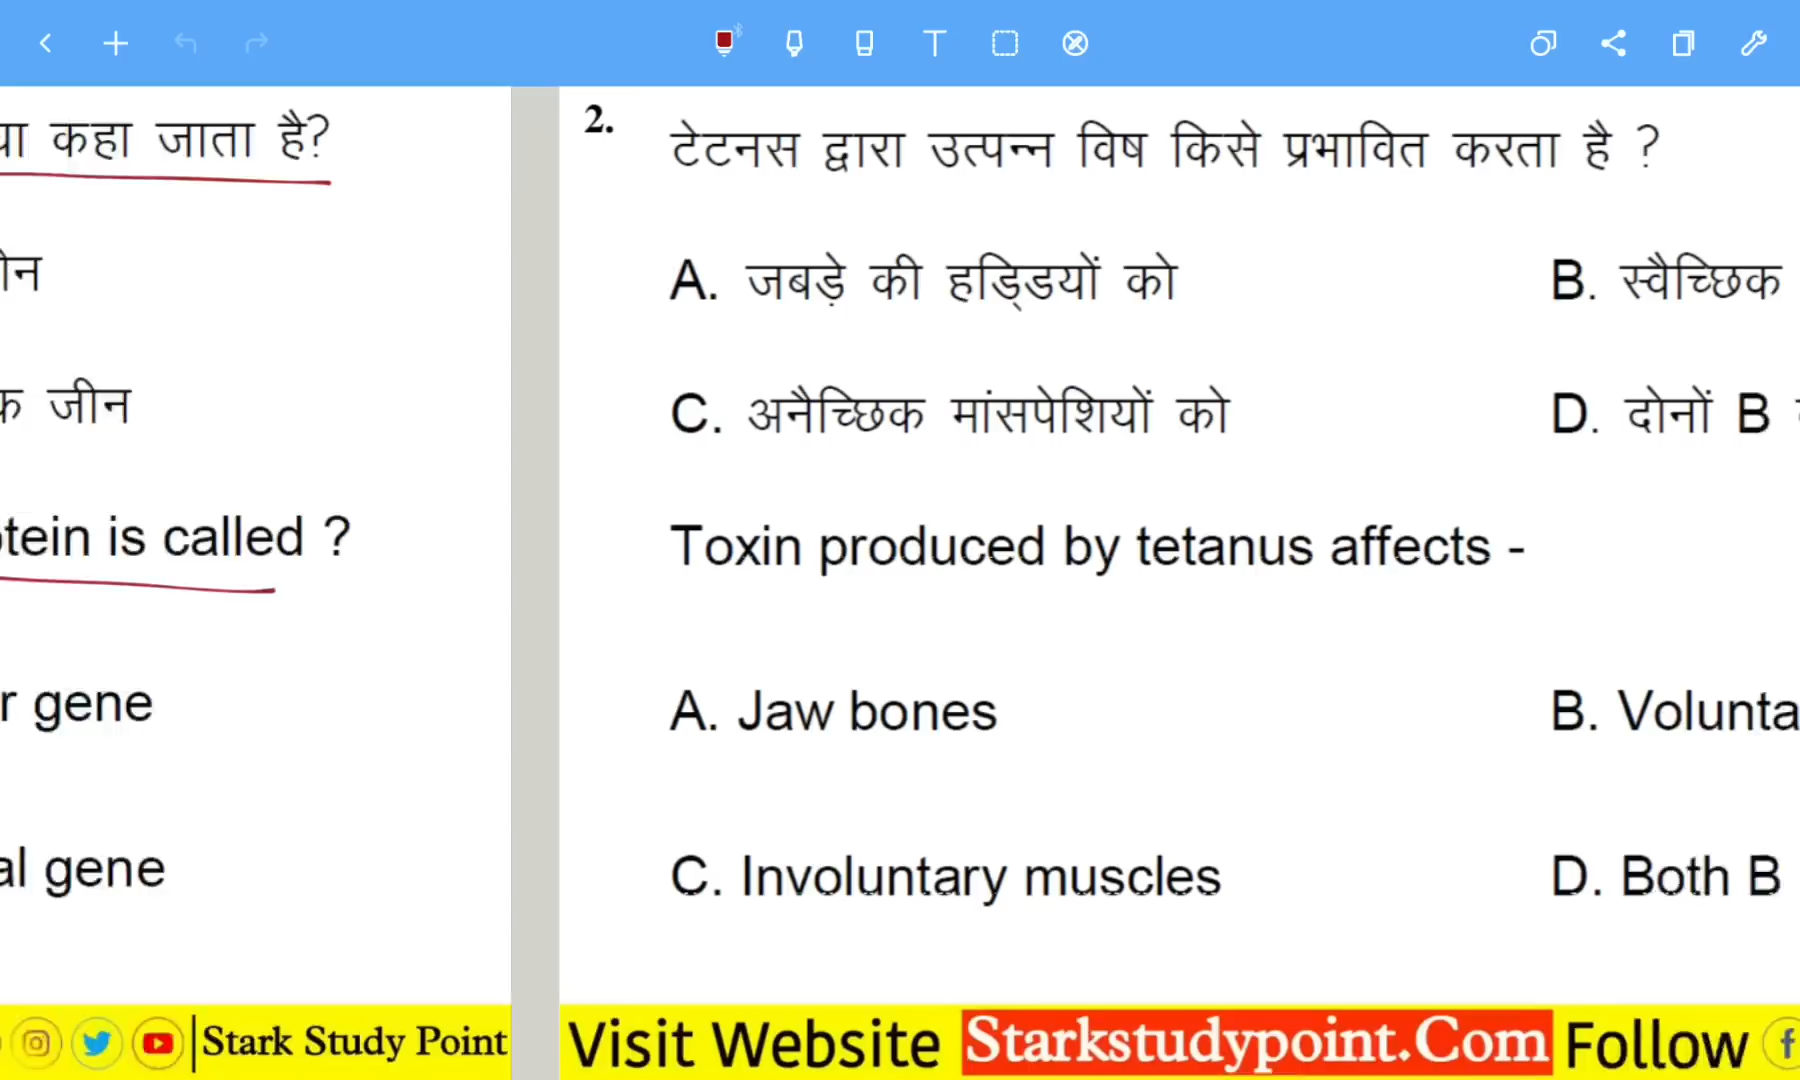 या कहा जाता है?
क जीन
tein is called ?
r gene
al gene
2. टेटनस द्वारा उत्पन्न विष किसे प्रभावित करता है ?
A. जबड़े की हड्डियों को B. स्वैच्छिक
C. अनैच्छिक मांसपेशियों को D. दोनों B
Toxin produced by tetanus affects -
A. Jaw bones B. Volunta
C. Involuntary muscles D. Both B
Stark Study Point Visit Website Starkstudypoint.Com Follow